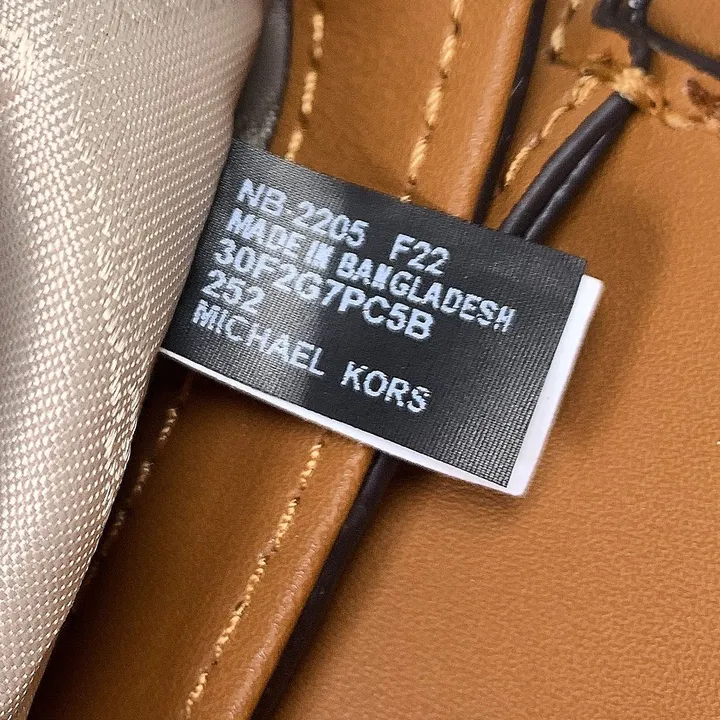 NB-2205 F22
MADE IN BANGLADESH
30F2G7PC5B
252
MICHAEL KORS